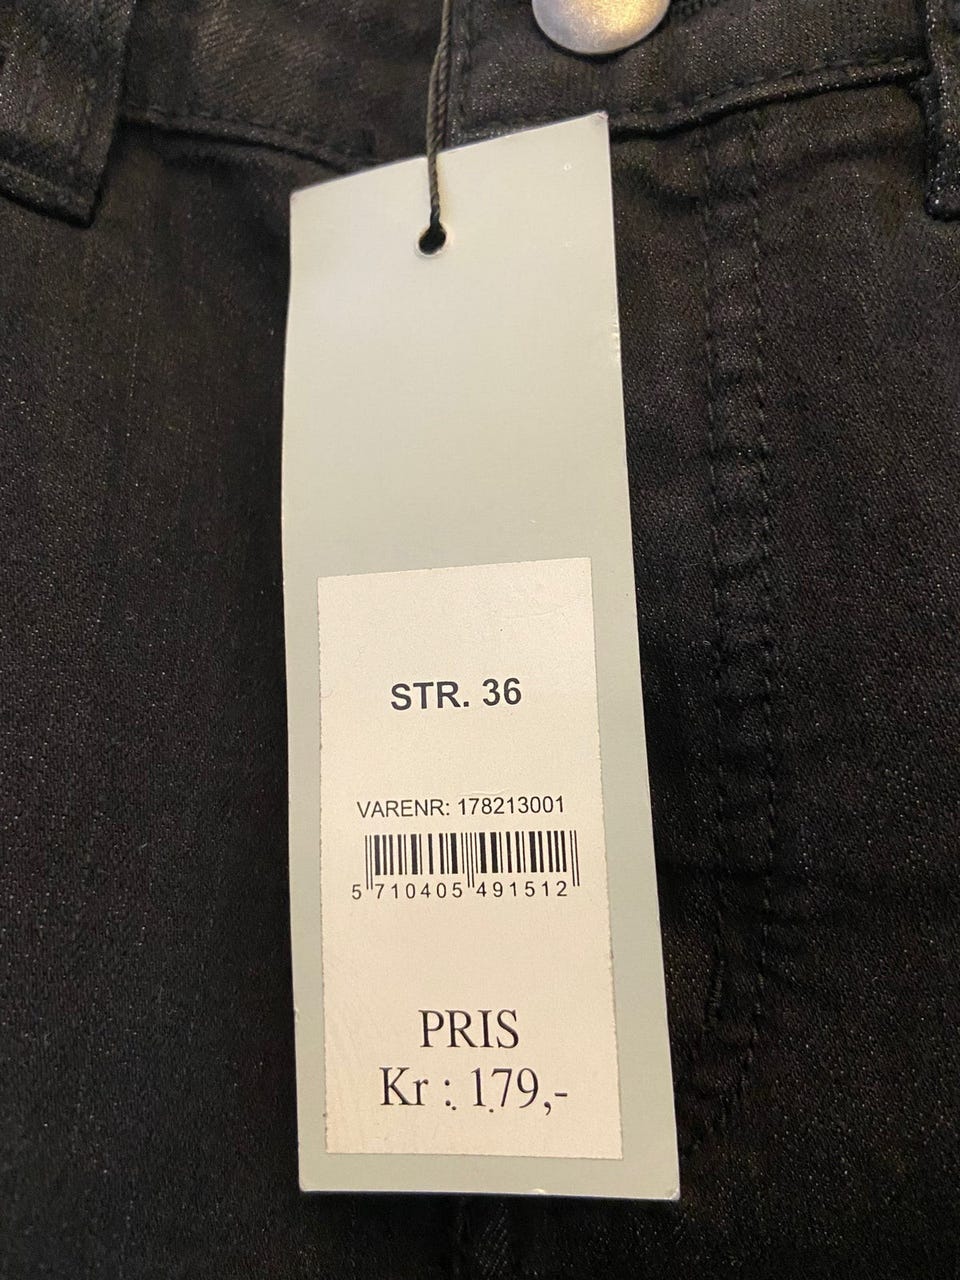 STR. 36
VARENR: 178213001
5 710405 491512
PRIS
Kr : 179,-